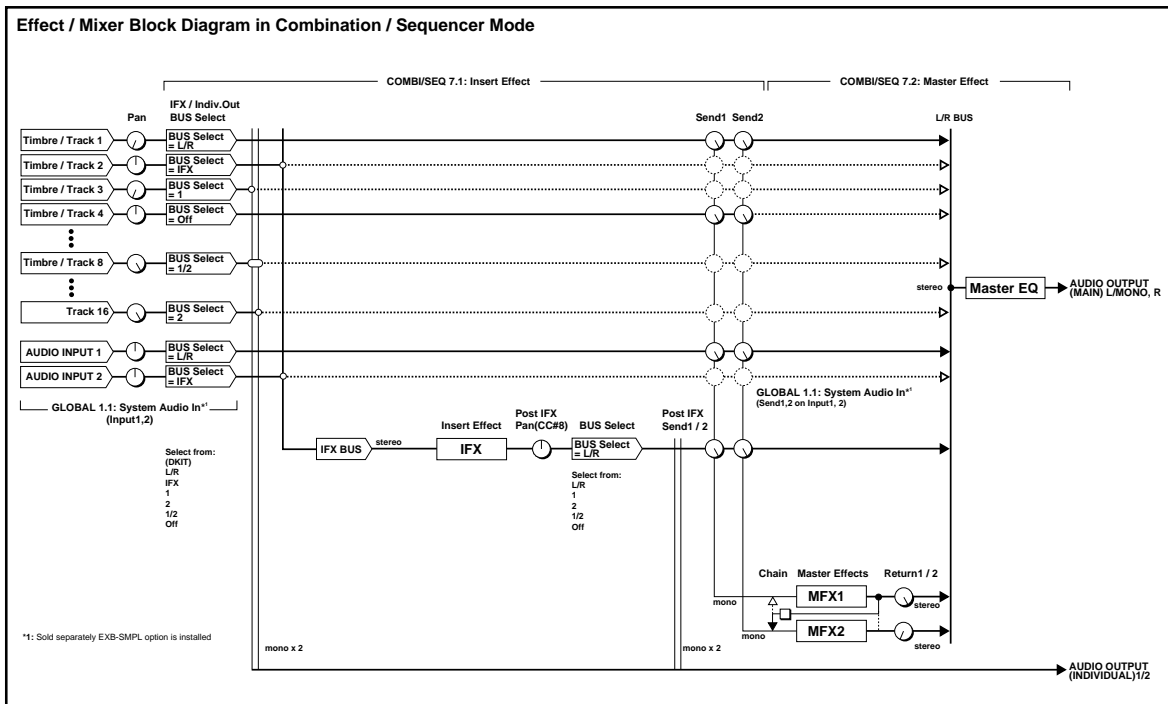 Effect / Mixer Block Diagram in Combination / Sequencer Mode
COMBI/SEQ 7.1: Insert Effect
COMBI/SEQ 7.2: Master Effect
IFX / Indiv.Out
Pan
BUS Select
Send1
Send2
L/R BUS
Timbre / Track 1
BUS Select
= L/R
Timbre / Track 2
BUS Select
= IFX
Timbre / Track 3
BUS Select
= 1
Timbre / Track 4
BUS Select
= Off
Timbre / Track 8
BUS Select
= 1/2
stereo
Master EQ
AUDIO OUTPUT
(MAIN) L/MONO, R
Track 16
BUS Select
= 2
AUDIO INPUT 1
BUS Select
= L/R
AUDIO INPUT 2
BUS Select
= IFX
GLOBAL 1.1: System Audio In*1
(Input1,2)
GLOBAL 1.1: System Audio In*1
(Send1,2 on Input1, 2)
Insert Effect
Post IFX
Pan(CC#8)
BUS Select
Post IFX
Send1 / 2
IFX BUS
stereo
IFX
BUS Select
= L/R
Select from:
(DKIT)
L/R
IFX
1
2
1/2
Off
Select from:
L/R
1
2
1/2
Off
Chain
Master Effects
Return1 / 2
mono
MFX1
stereo
mono
MFX2
stereo
*1: Sold separately EXB-SMPL option is installed
mono x 2
mono x 2
AUDIO OUTPUT
(INDIVIDUAL)1/2